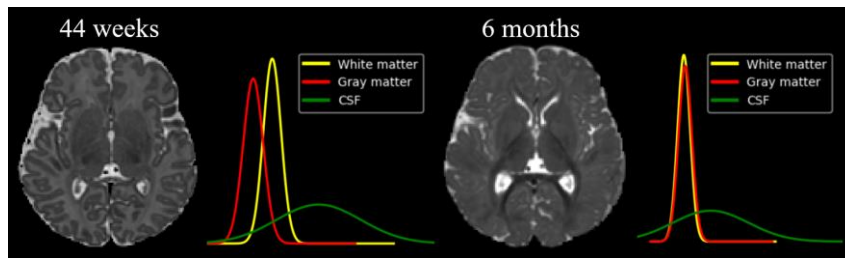 44 weeks
White matter
Gray matter
CSF
6 months
White matter
Gray matter
CSF